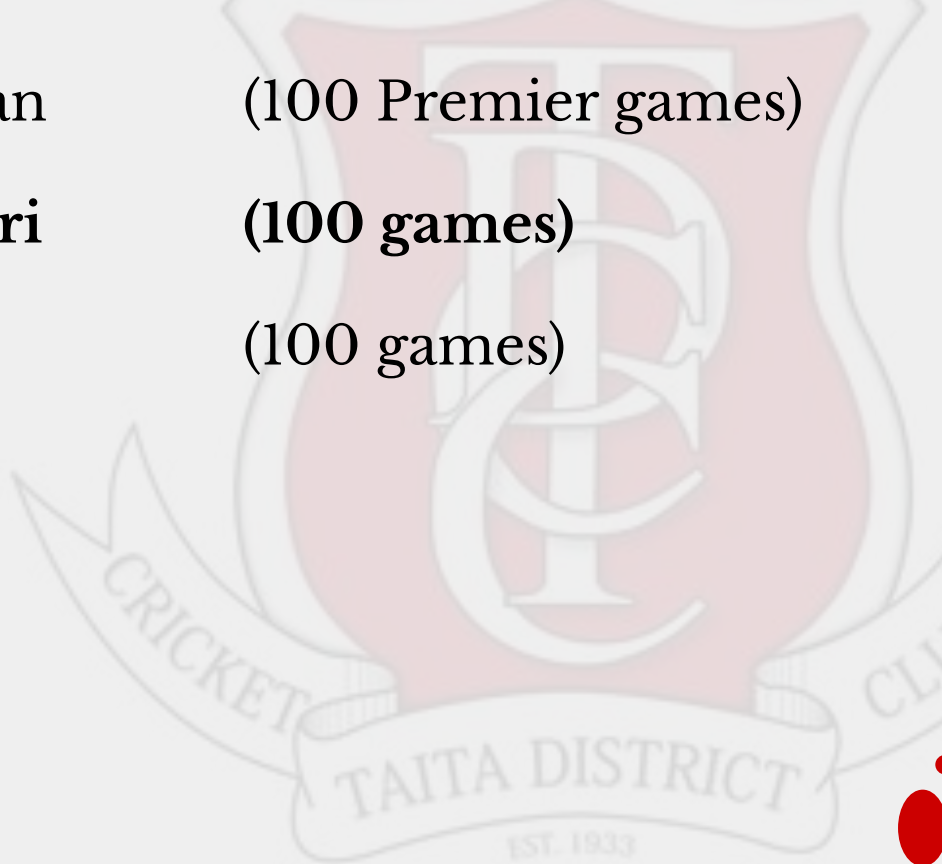 an (100 Premier games)
ri (100 games)
(100 games)
CRICKET
TAITA DISTRICT
EST. 1933